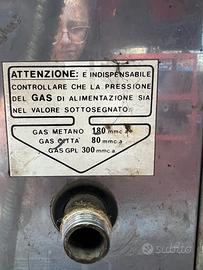 ATTENZIONE: E INDISPENSABILE
CONTROLLARE CHE LA PRESSIONE
DEL GAS DI ALIMENTAZIONE SIA
NEL VALORE SOTTOSEGNATO
GAS METANO 180 mmc a
GAS CITTA' 80 mmc a
GAS GPL 300 mmc a
subito